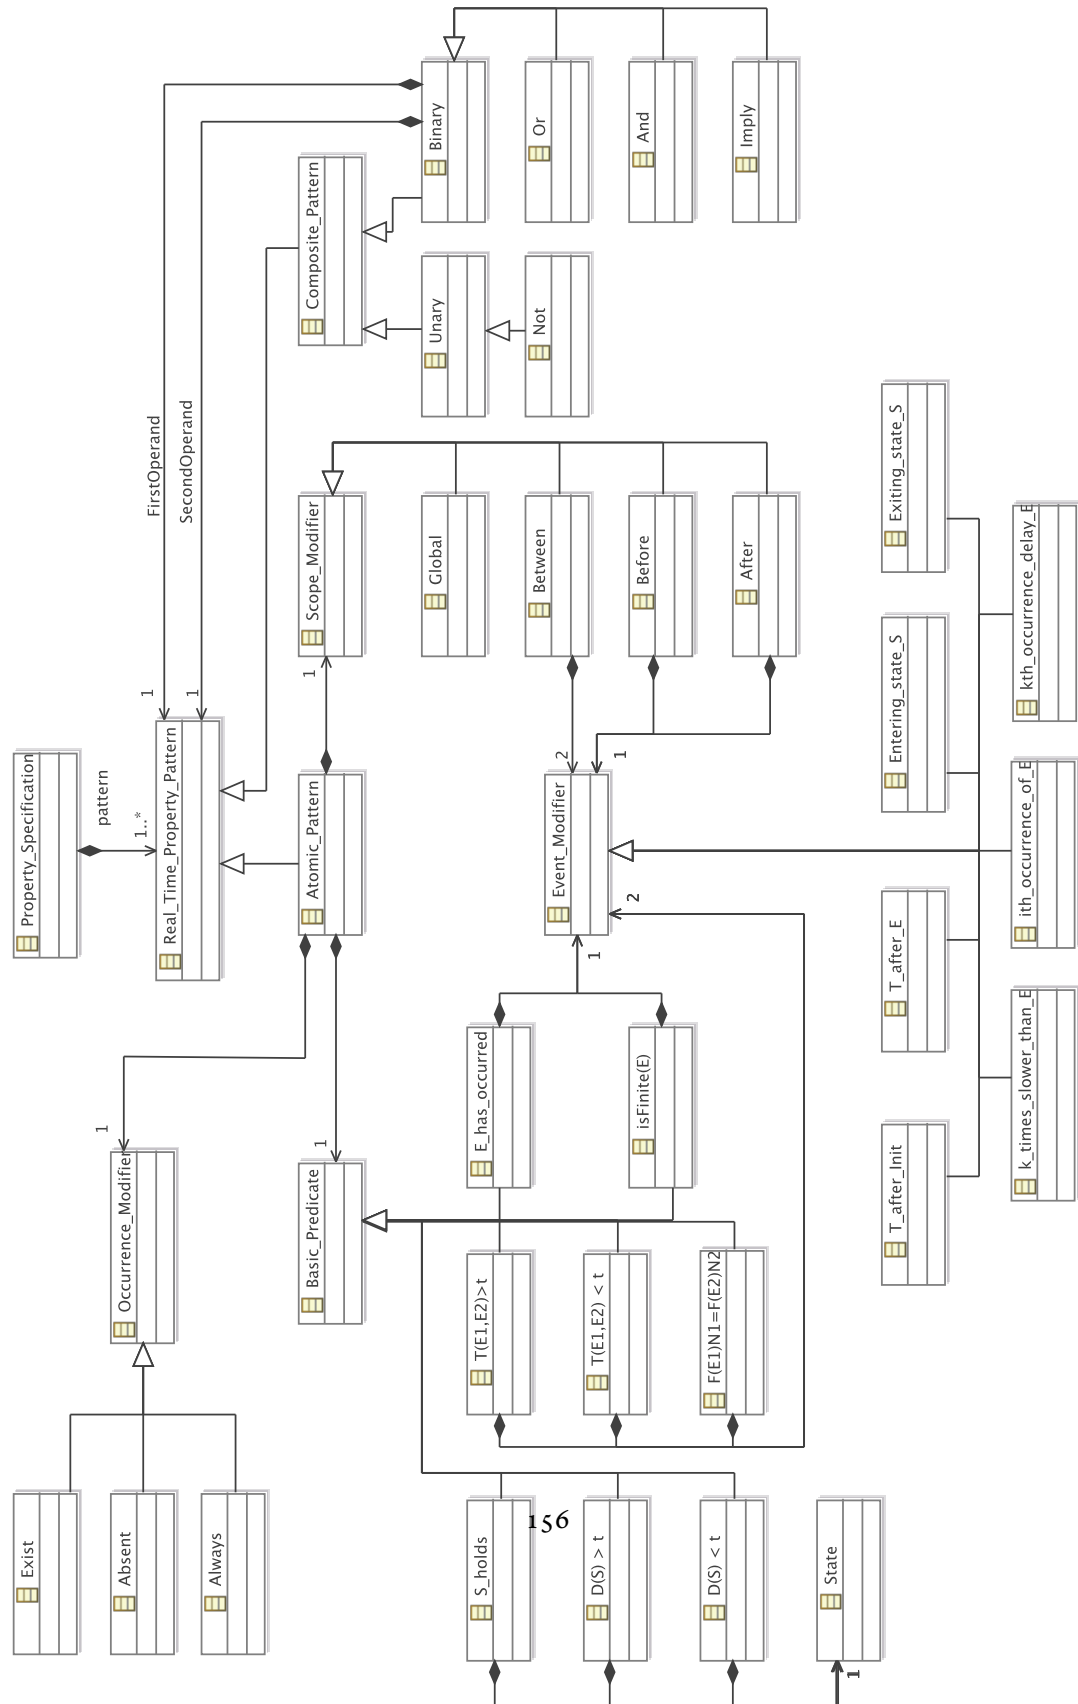 Property_Specification
pattern
1..*
Real_Time_Property_Pattern
1
1
FirstOperand
SecondOperand
Composite_Pattern
Binary
Or
And
Imply
Unary
Not
Atomic_Pattern
1
Scope_Modifier
Global
Between
Before
After
2
1
Event_Modifier
1
2
Exiting_state_S
Entering_state_S
T_after_E
T_after_Init
kth_occurrence_delay_E
ith_occurrence_of_E
k_times_slower_than_E
1
Occurrence_Modifier
Exist
Absent
Always
1
Basic_Predicate
E_has_occurred
isFinite(E)
T(E1,E2)>t
T(E1,E2) < t
F(E1)N1=F(E2)N2
S_holds
D(S) > t
D(S) < t
State
1
156